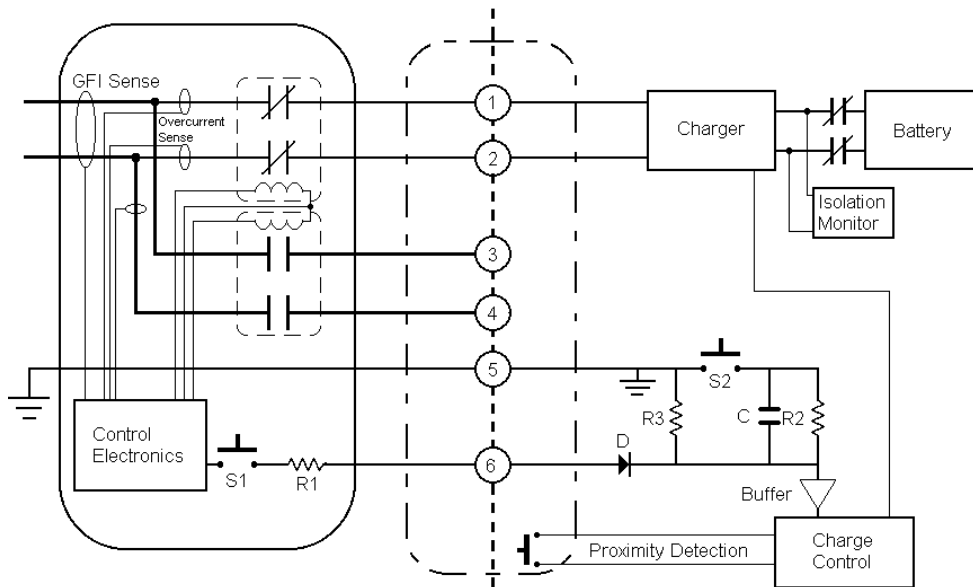 GFI Sense
Overcurrent
Sense
1
2
3
4
5
6
Charger
Battery
Isolation
Monitor
S2
R3
C
R2
D
Control
Electronics
S1
R1
Buffer
Proximity Detection
Charge
Control